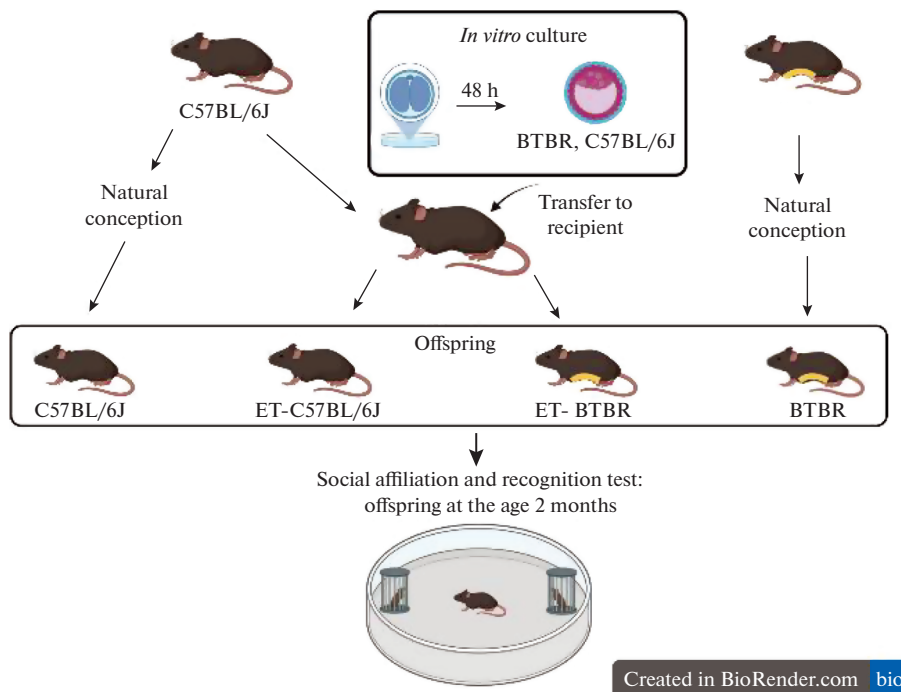 In vitro culture
48 h
BTBR, C57BL/6J
C57BL/6J
Natural
conception
Transfer to
recipient
Natural
conception
Offspring
C57BL/6J
ET-C57BL/6J
ET- BTBR
BTBR
Social affiliation and recognition test:
offspring at the age 2 months
Created in BioRender.com
bio